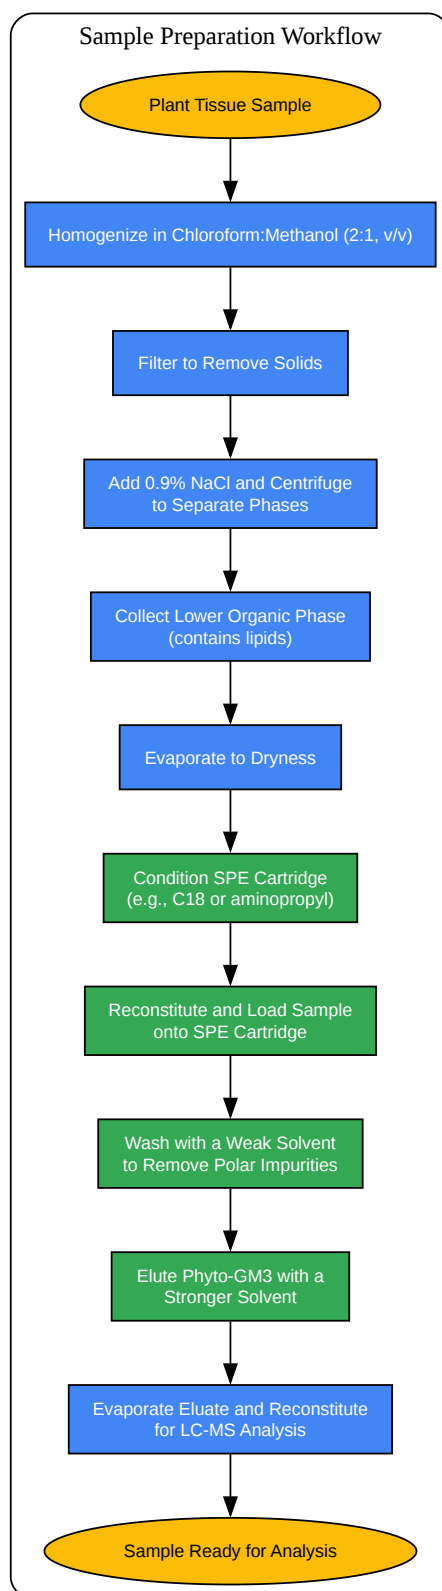 Sample Preparation Workflow
Plant Tissue Sample
Homogenize in Chloroform:Methanol (2:1, v/v)
Filter to Remove Solids
Add 0.9% NaCl and Centrifuge
to Separate Phases
Collect Lower Organic Phase
(contains lipids)
Evaporate to Dryness
Condition SPE Cartridge
(e.g., C18 or aminopropyl)
Reconstitute and Load Sample
onto SPE Cartridge
Wash with a Weak Solvent
to Remove Polar Impurities
Elute Phyto-GM3 with a
Stronger Solvent
Evaporate Eluate and Reconstitute
for LC-MS Analysis
Sample Ready for Analysis